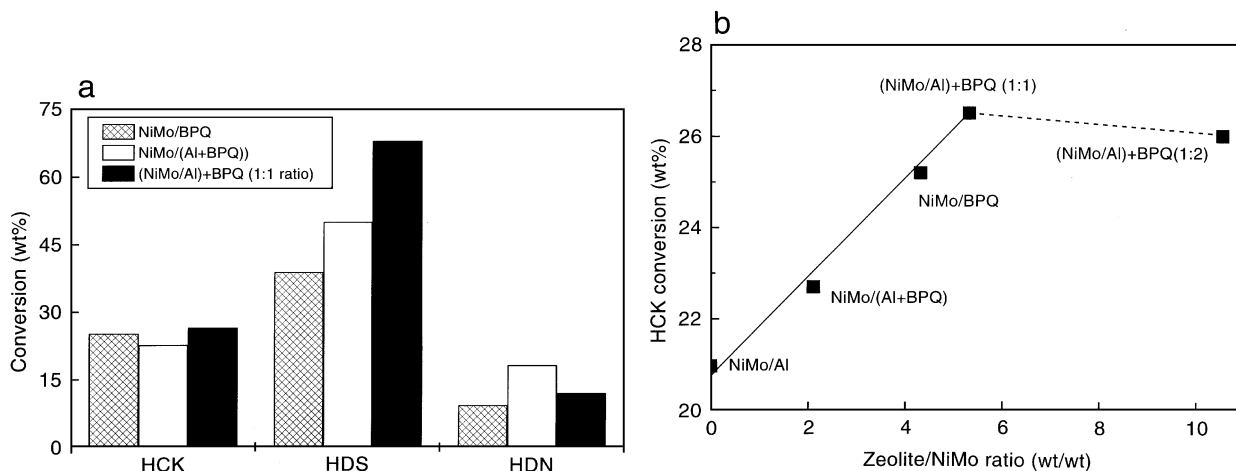 a
75
60
45
30
15
0
Conversion (wt%)
NiMo/BPQ
NiMo/(Al+BPQ))
(NiMo/Al)+BPQ (1:1 ratio)
HCK
HDS
HDN
b
28
26
24
22
20
HCK conversion (wt%)
(NiMo/Al)+BPQ (1:1)
(NiMo/Al)+BPQ(1:2)
NiMo/BPQ
NiMo/(Al+BPQ)
NiMo/Al
0
2
4
6
8
10
Zeolite/NiMo ratio (wt/wt)